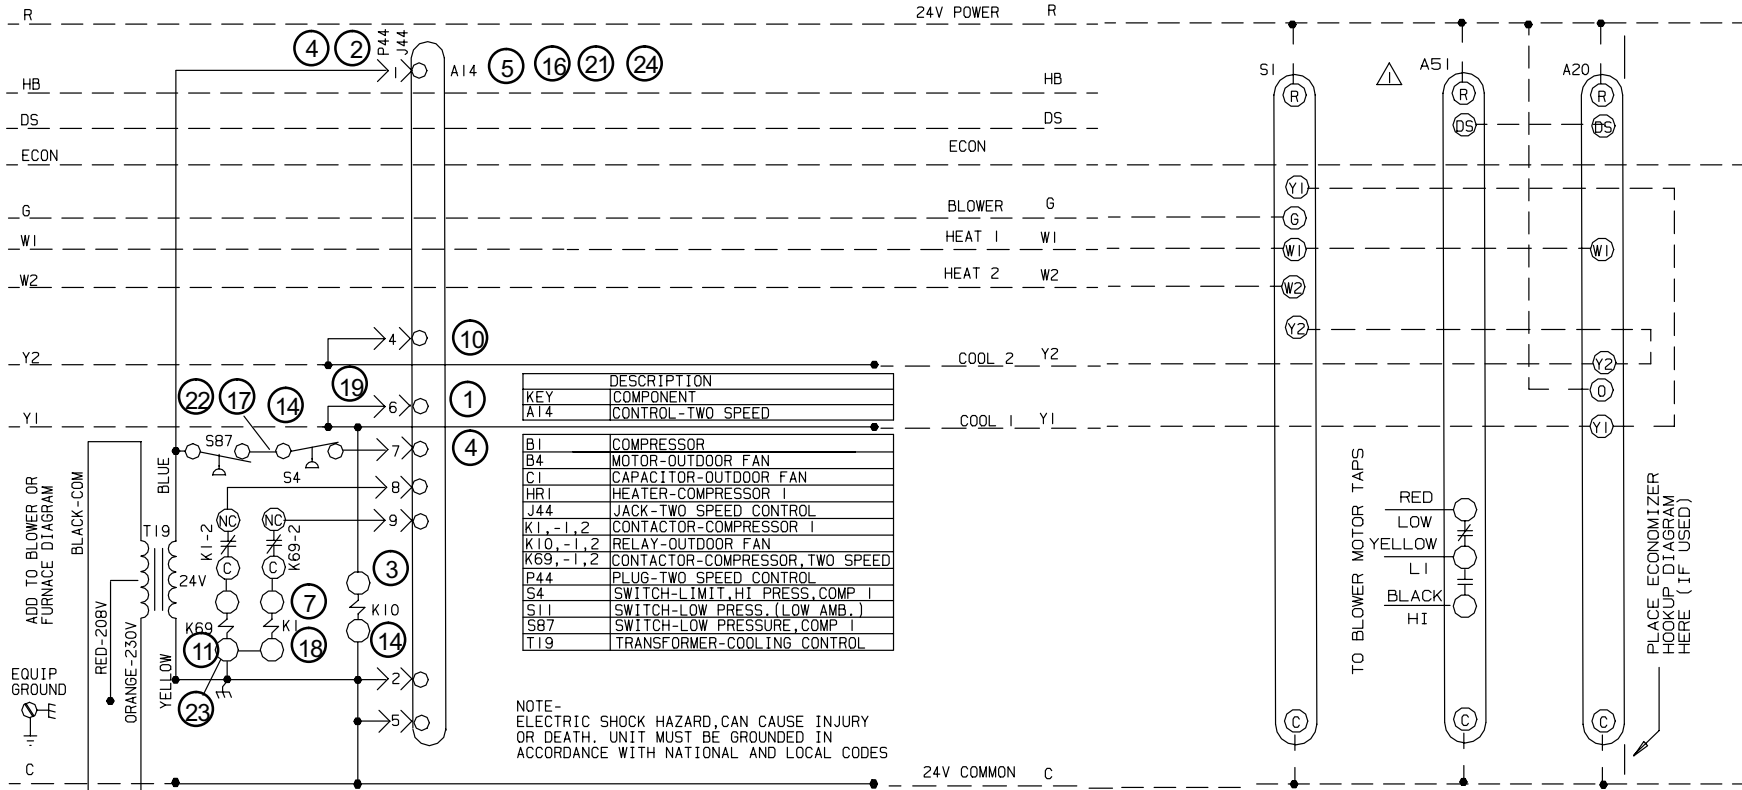 R
24V POWER R
4 2 P44 J44
1 A14 5 16 21 24
S1 A51 A20
HB HB
R R R
DS DS
DS DS
ECON ECON
Y1
G BLOWER G G
W1 HEAT 1 W1 W1 W1
W2 HEAT 2 W2 W2
Y2
4 10
Y2 COOL 2 Y2 Y2
19
22 17 14 6 1
O
Y1 COOL 1 Y1 Y1
S87 7 4
S4
8
9
DESCRIPTION
KEY COMPONENT
A14 CONTROL-TWO SPEED
B1 COMPRESSOR
B4 MOTOR-OUTDOOR FAN
C1 CAPACITOR-OUTDOOR FAN
HR1 HEATER-COMPRESSOR 1
J44 JACK-TWO SPEED CONTROL
K1,-1,2 CONTACTOR-COMPRESSOR 1
K10,-1,2 RELAY-OUTDOOR FAN
K69,-1,2 CONTACTOR-COMPRESSOR,TWO SPEED
P44 PLUG-TWO SPEED CONTROL
S4 SWITCH-LIMIT,HI PRESS,COMP 1
S11 SWITCH-LOW PRESS.(LOW AMB.)
S87 SWITCH-LOW PRESSURE,COMP 1
T19 TRANSFORMER-COOLING CONTROL
ADD TO BLOWER OR
FURNACE DIAGRAM
BLACK-COM
RED-208V
ORANGE-230V
T19
24V
BLUE
YELLOW
NC NC
K1-2 K69-2
C C
3
7
K69 K1 K10
11 18 14
23
2
5
EQUIP
GROUND
NOTE-
ELECTRIC SHOCK HAZARD,CAN CAUSE INJURY
OR DEATH. UNIT MUST BE GROUNDED IN
ACCORDANCE WITH NATIONAL AND LOCAL CODES
TO BLOWER MOTOR TAPS
RED
LOW
YELLOW
L1
BLACK
HI
PLACE ECONOMIZER
HOOKUP DIAGRAM
HERE (IF USED)
1
C C C
C 24V COMMON C